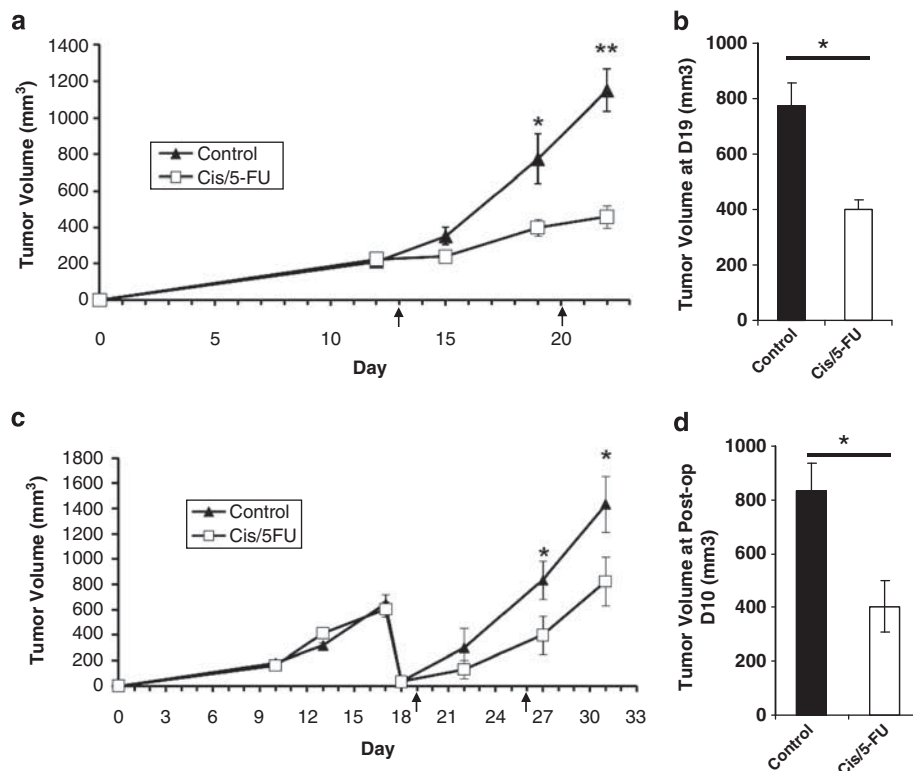 a
Tumor Volume (mm³)
1400
1200
1000
800
600
400
200
0
Control
Cis/5-FU
*
**
0 5 10 15 20
Day
b
Tumor Volume at D19 (mm3)
1000
800
600
400
200
0
*
Control
Cis/5-FU
c
Tumor Volume (mm³)
1800
1600
1400
1200
1000
800
600
400
200
0
Control
Cis/5FU
*
*
0 3 6 9 12 15 18 21 24 27 30 33
Day
d
Tumor Volume at Post-op
D10 (mm3)
1000
800
600
400
200
0
*
Control
Cis/5-FU